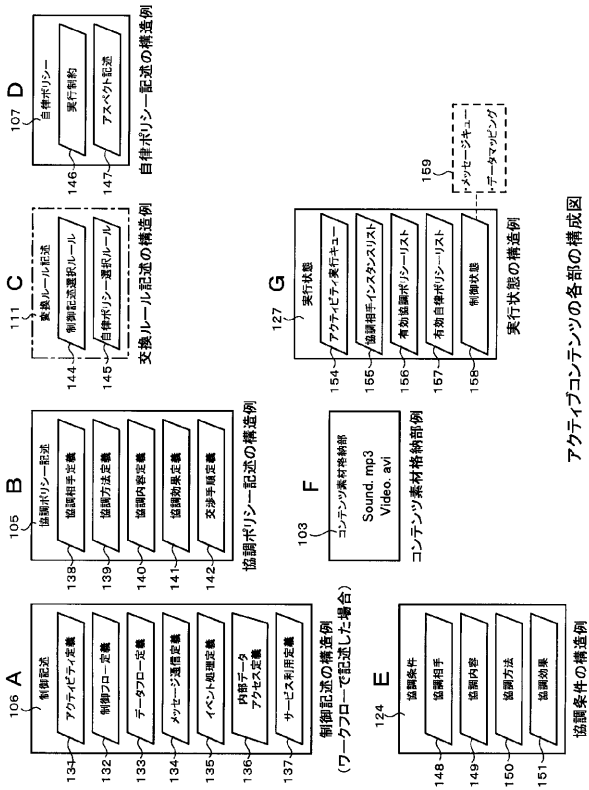 106
A
制御記述
131
アクティビティ定義
132
制御フロー定義
133
データフロー定義
134
メッセージ通信定義
135
イベント処理定義
136
内部データ
アクセス定義
137
サービス利用定義
制御記述の構造例
(ワークフローで記述した場合)
105
B
協調ポリシー記述
138
協調相手定義
139
協調方法定義
140
協調内容定義
141
協調効果定義
142
交渉手順定義
協調ポリシー記述の構造例
111
C
変換ルール記述
144
制御記述選択ルール
145
自律ポリシー選択ルール
交換ルール記述の構造例
107
D
自律ポリシー
146
実行制約
147
アスペクト記述
自律ポリシー記述の構造例
124
E
協調条件
148
協調相手
149
協調内容
150
協調方法
151
協調効果
協調条件の構造例
103
F
コンテンツ素材格納部
Sound. mp3
Video. avi
コンテンツ素材格納部例
127
G
実行状態
154
アクティビティ実行キュー
155
協調相手インスタンスリスト
156
有効協調ポリシーリスト
157
有効自律ポリシーリスト
158
制御状態
159
メッセージキュー
データマッピング
実行状態の構造例
アクティブコンテンツの各部の構成図